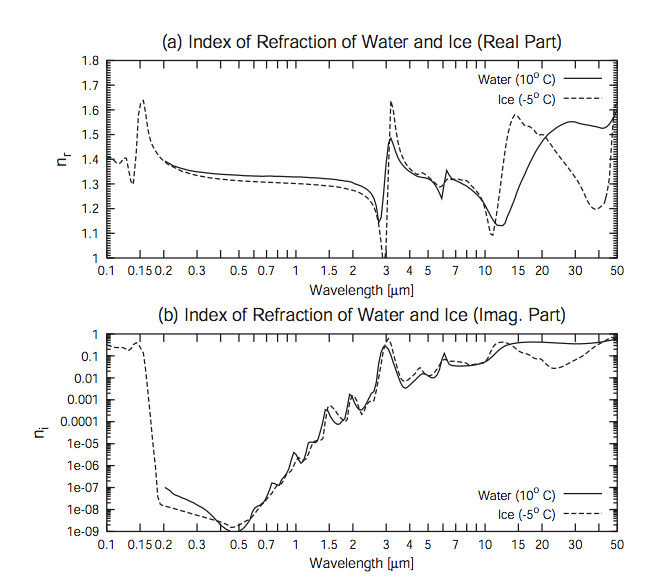 (a) Index of Refraction of Water and Ice (Real Part)
1.8
1.7
1.6
1.5
1.4
1.3
1.2
1.1
1
n_r
Water (10° C)
Ice (-5° C)
0.1 0.15 0.2 0.3 0.5 0.7 1 1.5 2 3 4 5 7 10 15 20 30 50
Wavelength [μm]
(b) Index of Refraction of Water and Ice (Imag. Part)
1
0.1
0.01
0.001
0.0001
1e-05
1e-06
1e-07
1e-08
1e-09
n_i
Water (10° C)
Ice (-5° C)
0.1 0.15 0.2 0.3 0.5 0.7 1 1.5 2 3 4 5 7 10 15 20 30 50
Wavelength [μm]